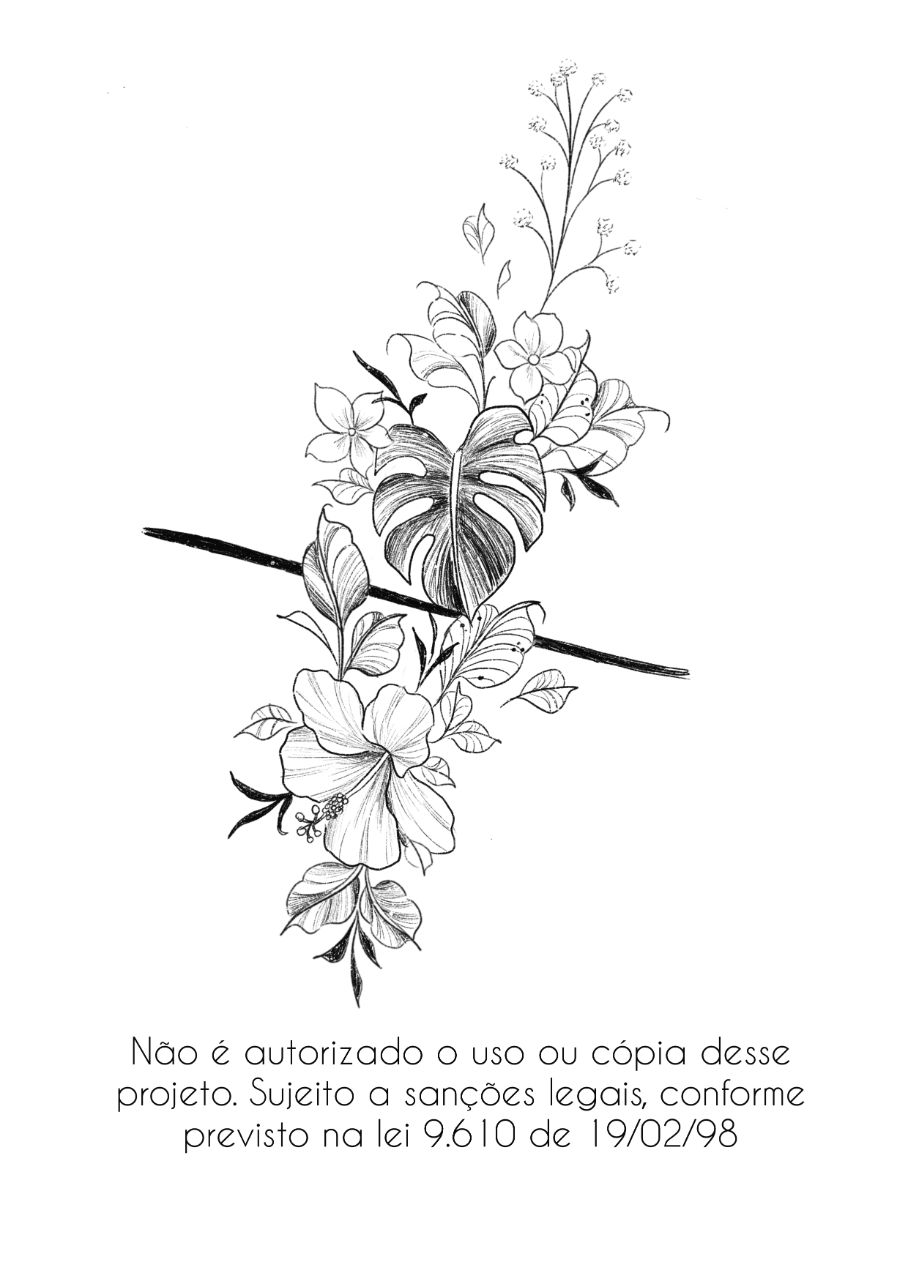 Não é autorizado o uso ou cópia desse
projeto. Sujeito a sanções legais, conforme
previsto na lei 9.610 de 19/02/98